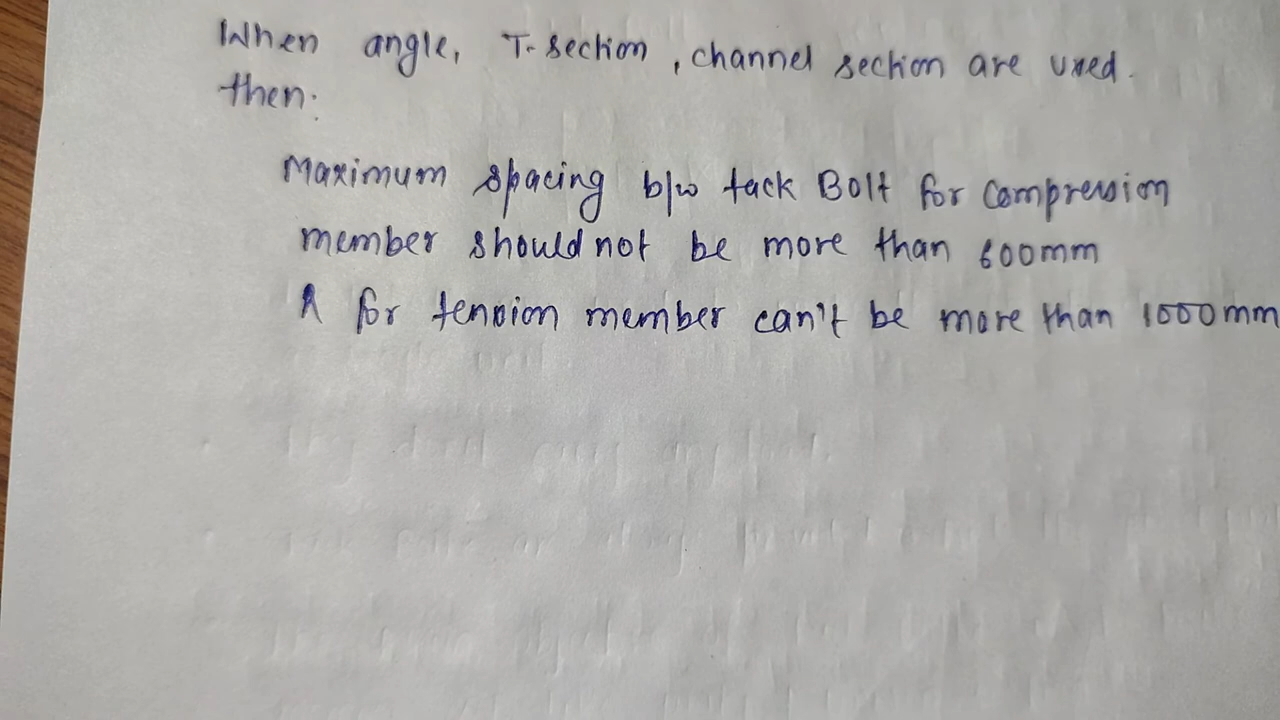 When angle, T-section, channel section are used.
then:
Maximum spacing b/w tack Bolt for compression
member should not be more than 600mm
& for tension member can't be more than 1000mm